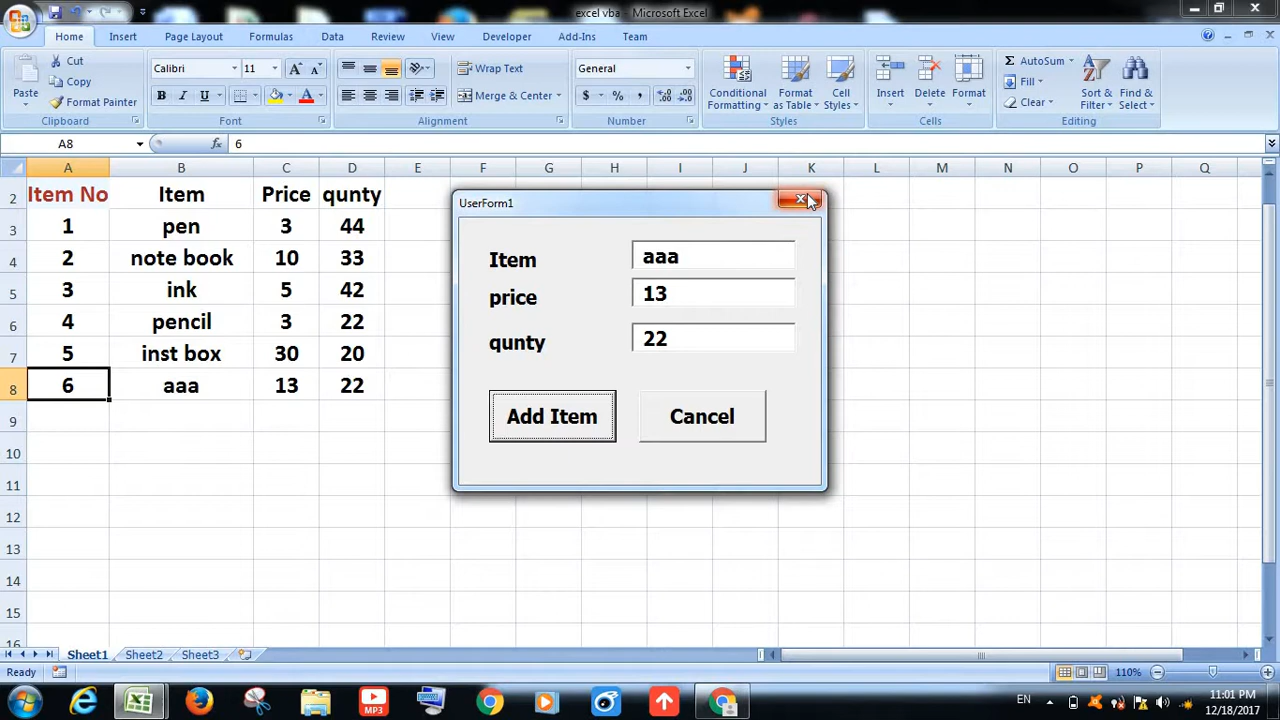 excel vba - Microsoft Excel
Home Insert Page Layout Formulas Data Review View Developer Add-Ins Team
Paste
Cut
Copy
Format Painter
Clipboard
Calibri 11
B I U A
Font
Wrap Text
Merge & Center
Alignment
General
$ % ,
Number
Conditional Formatting
Format as Table
Cell Styles
Styles
Insert
Delete
Format
Cells
Σ AutoSum
Fill
Clear
Sort & Filter
Find & Select
Editing
A8 fx 6
A B C D E F G H I J K L M N O P Q
2 Item No Item Price qunty
3 1 pen 3 44
4 2 note book 10 33
5 3 ink 5 42
6 4 pencil 3 22
7 5 inst box 30 20
8 6 aaa 13 22
9
10
11
12
13
14
15
16
UserForm1
Item aaa
price 13
qunty 22
Add Item Cancel
Sheet1 Sheet2 Sheet3
Ready 110%
MP3
EN 11:01 PM
12/18/2017